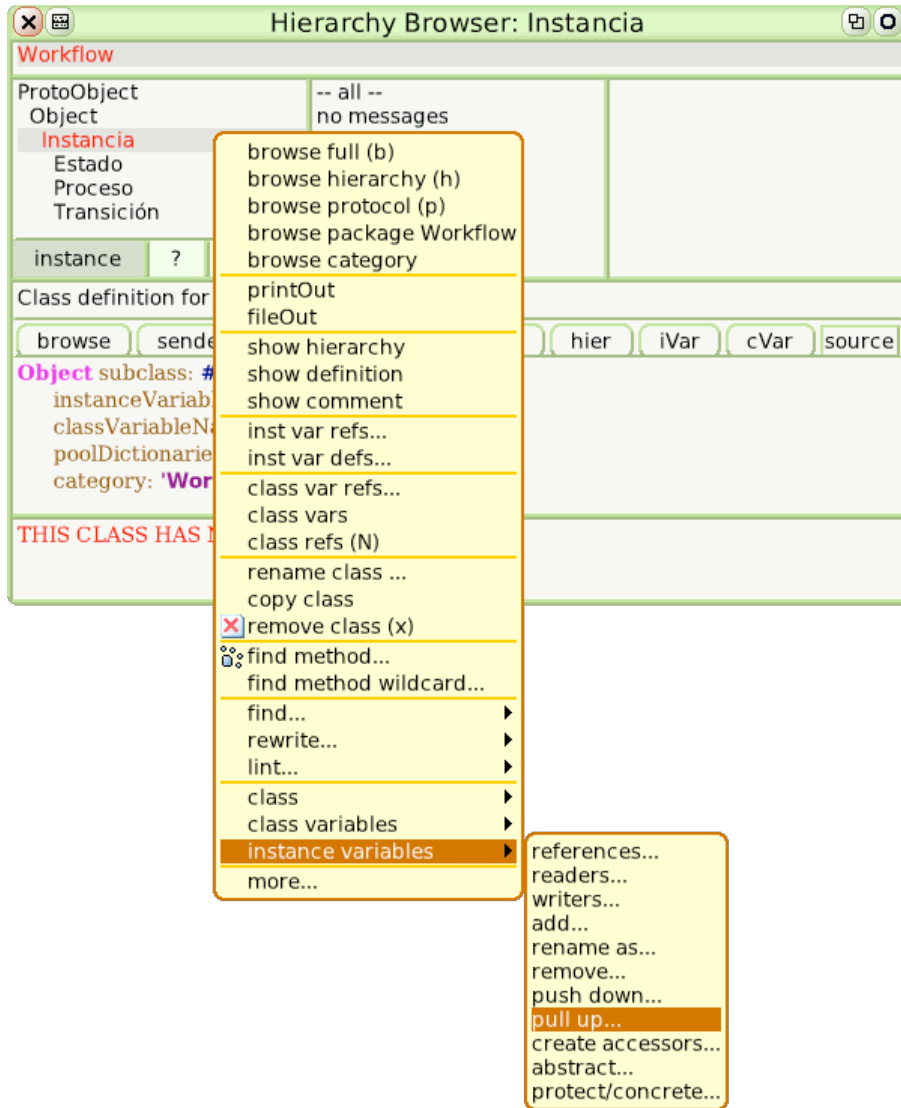 Hierarchy Browser: Instancia
Workflow
ProtoObject
Object
Instancia
Estado
Proceso
Transición
-- all --
no messages
instance
?
Class definition for
browse
hier
iVar
cVar
source
Object subclass:
category:
THIS CLASS HAS
browse full (b)
browse hierarchy (h)
browse protocol (p)
browse package Workflow
browse category
printOut
fileOut
show hierarchy
show definition
show comment
inst var refs...
inst var defs...
class var refs...
class vars
class refs (N)
rename class ...
copy class
remove class (x)
find method...
find method wildcard...
find...
rewrite...
lint...
class
class variables
instance variables
more...
references...
readers...
writers...
add...
rename as...
remove...
push down...
pull up...
create accessors...
abstract...
protect/concrete...